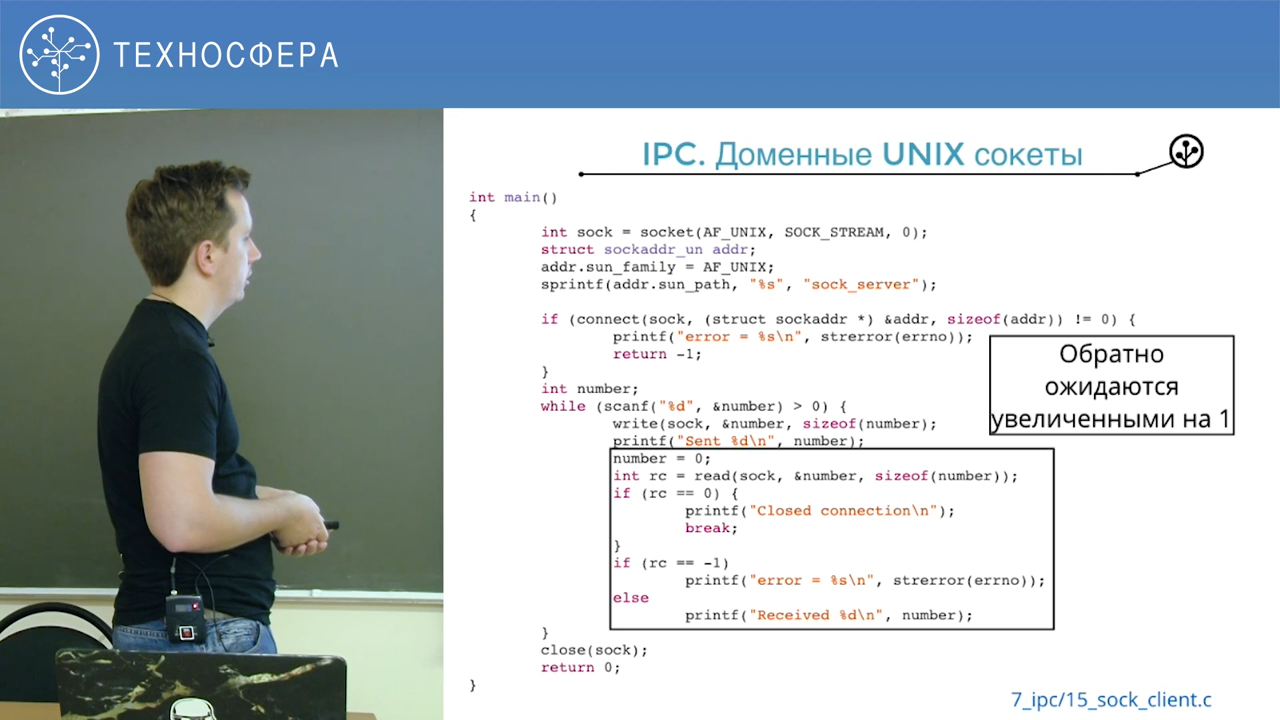 ТЕХНОСФЕРА
IPC. Доменные UNIX сокеты
int main()
{
int sock = socket(AF_UNIX, SOCK_STREAM, 0);
struct sockaddr_un addr;
addr.sun_family = AF_UNIX;
sprintf(addr.sun_path, "%s", "sock_server");
if (connect(sock, (struct sockaddr *) &addr, sizeof(addr)) != 0) {
printf("error = %s\n", strerror(errno));
return -1;
}
int number;
while (scanf("%d", &number) > 0) {
write(sock, &number, sizeof(number);
printf("Sent %d\n", number);
number = 0;
int rc = read(sock, &number, sizeof(number));
if (rc == 0) {
printf("Closed connection\n");
break;
}
if (rc == -1)
printf("error = %s\n", strerror(errno));
else
printf("Received %d\n", number);
}
close(sock);
return 0;
}
Обратно
ожидаются
увеличенными на 1
7_ipc/15_sock_client.c